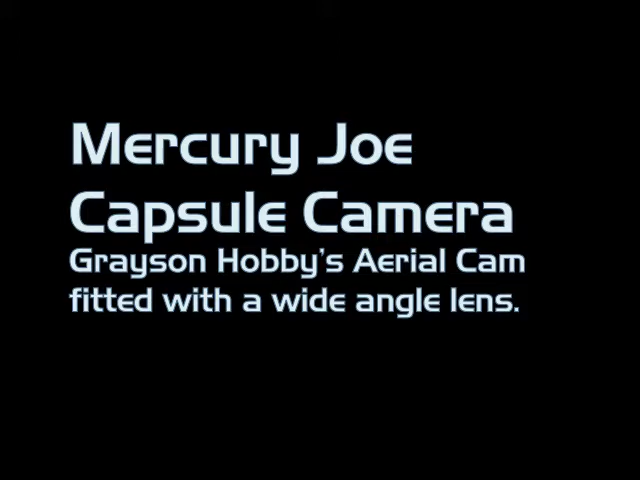 Mercury Joe
Capsule Camera
Grayson Hobby's Aerial Cam
fitted with a wide angle lens.